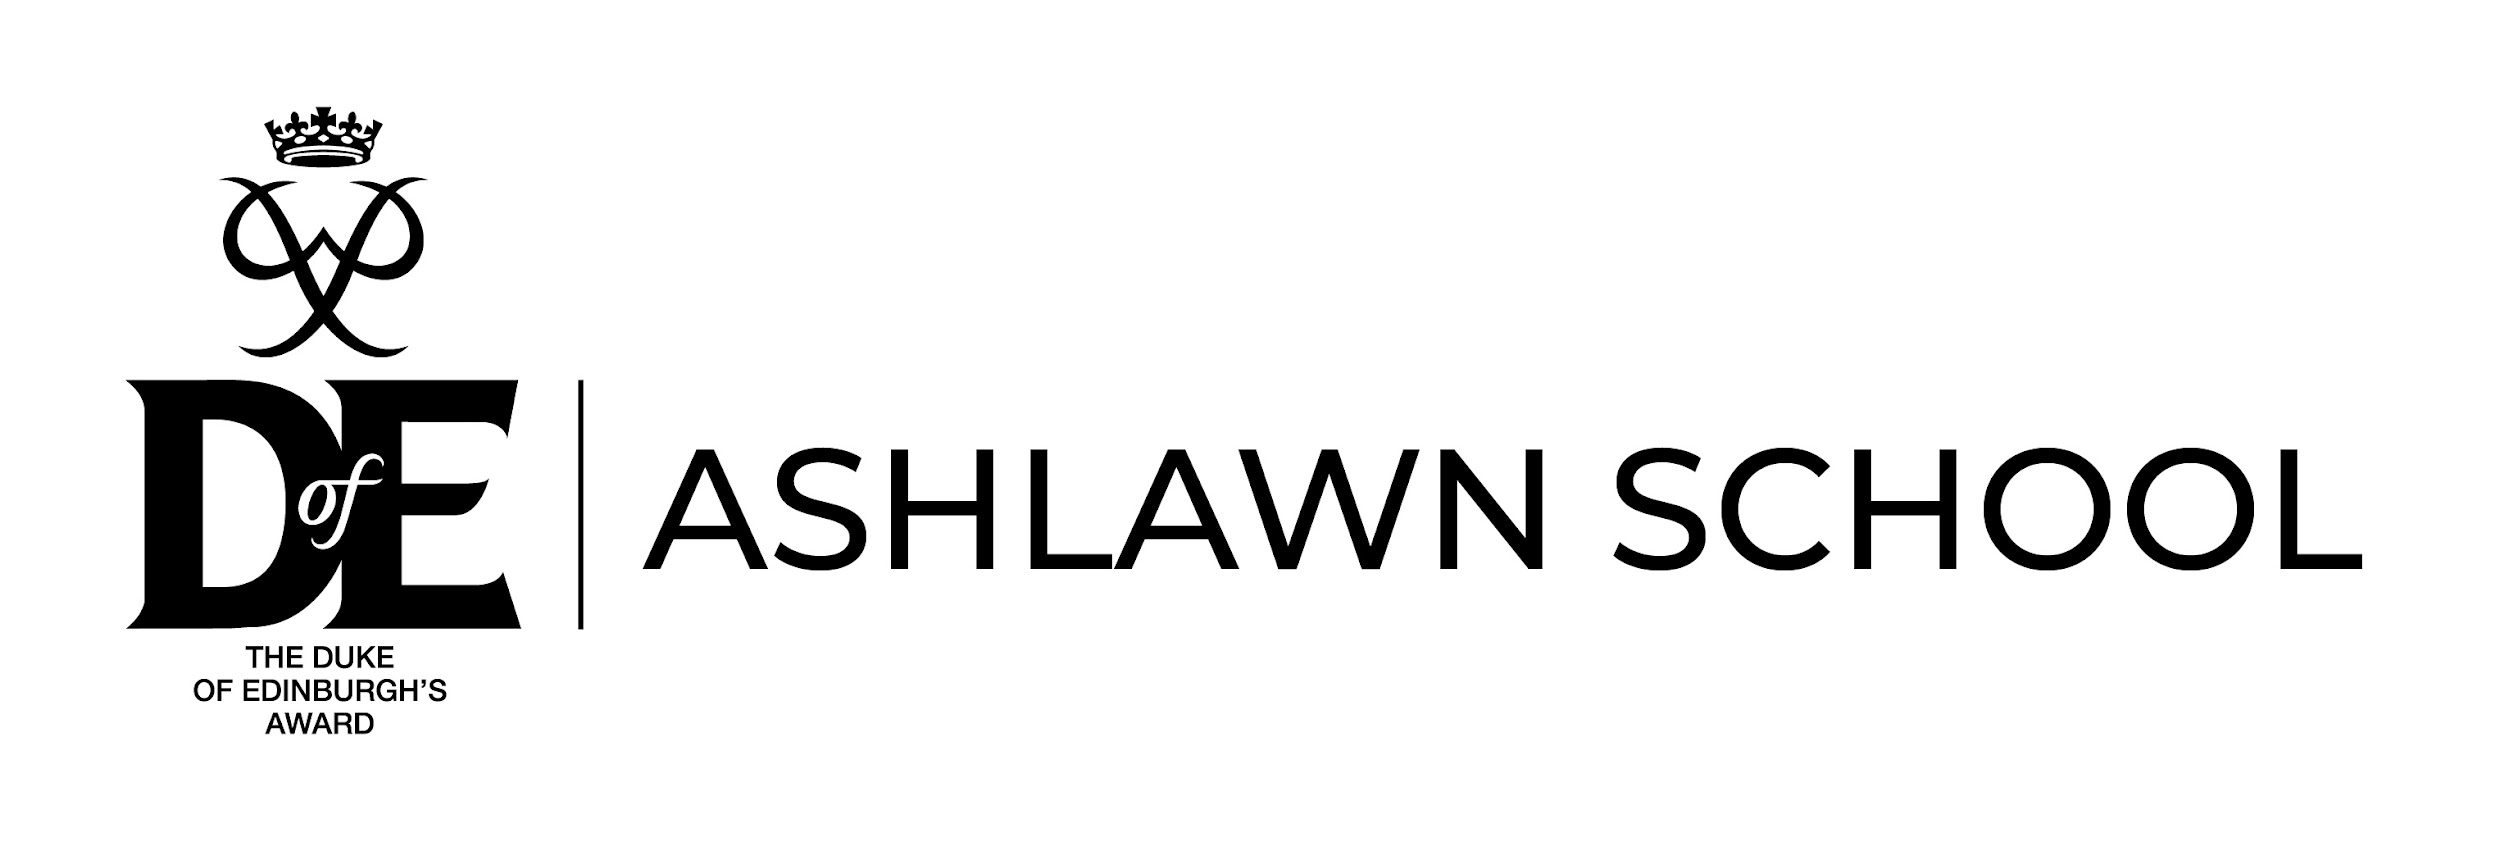 DofE
THE DUKE
OF EDINBURGH'S
AWARD
ASHLAWN SCHOOL